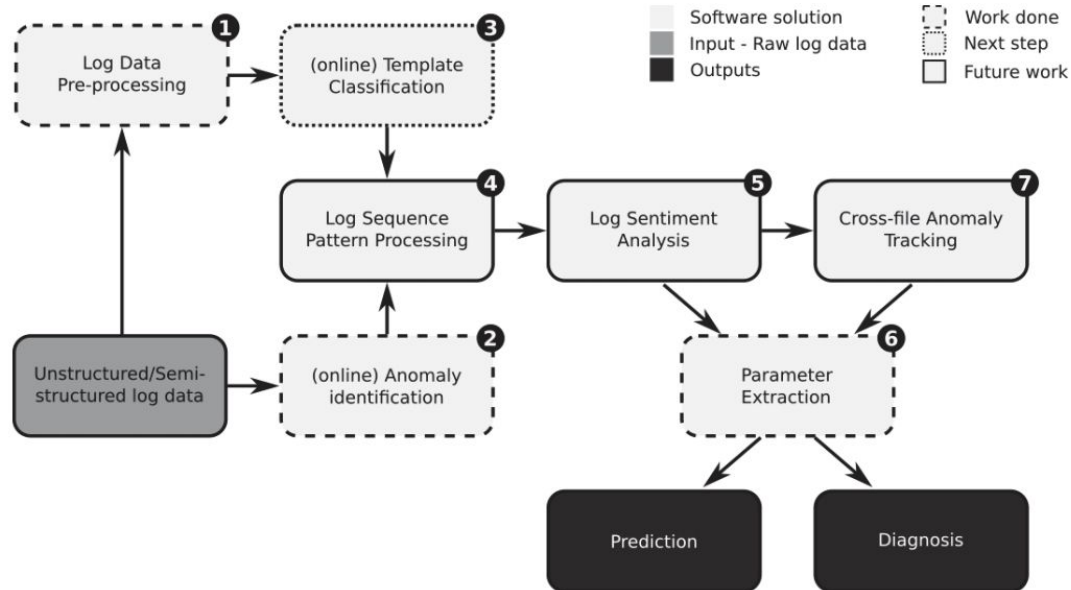 1
Log Data
Pre-processing
3
(online) Template
Classification
Software solution
Input - Raw log data
Outputs
Work done
Next step
Future work
4
Log Sequence
Pattern Processing
5
Log Sentiment
Analysis
7
Cross-file Anomaly
Tracking
Unstructured/Semi-
structured log data
2
(online) Anomaly
identification
6
Parameter
Extraction
Prediction
Diagnosis